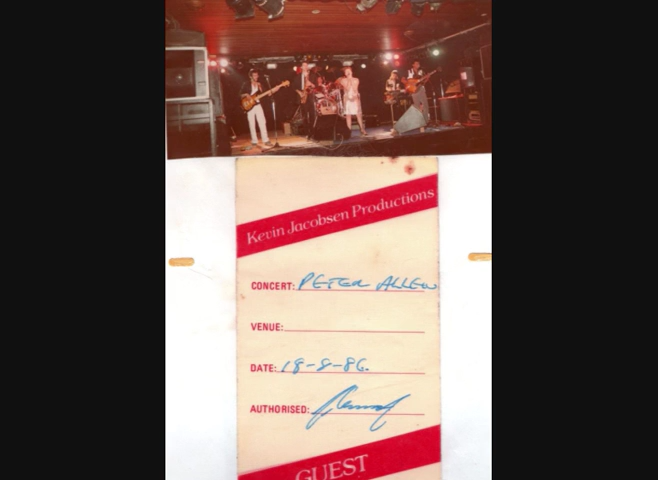 Kevin Jacobsen Productions
CONCERT: PETER ALLEN
VENUE:
DATE: 18-8-86.
AUTHORISED:
GUEST